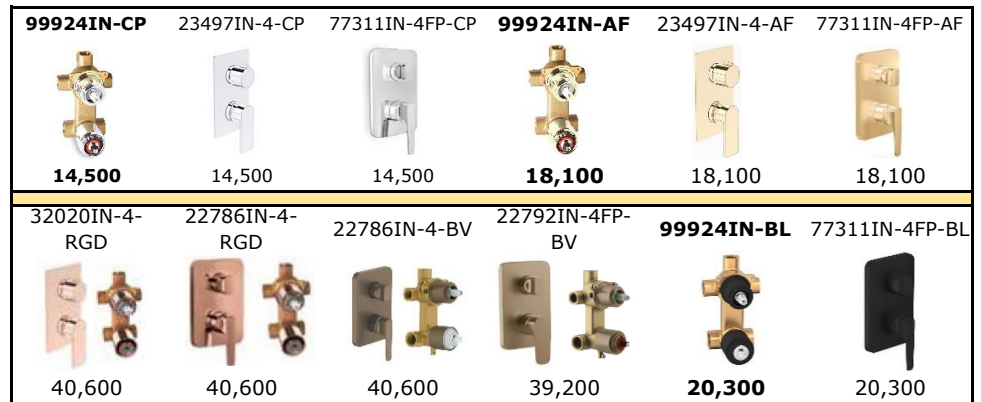 99924IN-CP 23497IN-4-CP 77311IN-4FP-CP 99924IN-AF 23497IN-4-AF 77311IN-4FP-AF
14,500 14,500 14,500 18,100 18,100 18,100
32020IN-4-
RGD
22786IN-4-
RGD
22786IN-4-BV
22792IN-4FP-
BV
99924IN-BL
77311IN-4FP-BL
40,600 40,600 40,600 39,200 20,300 20,300